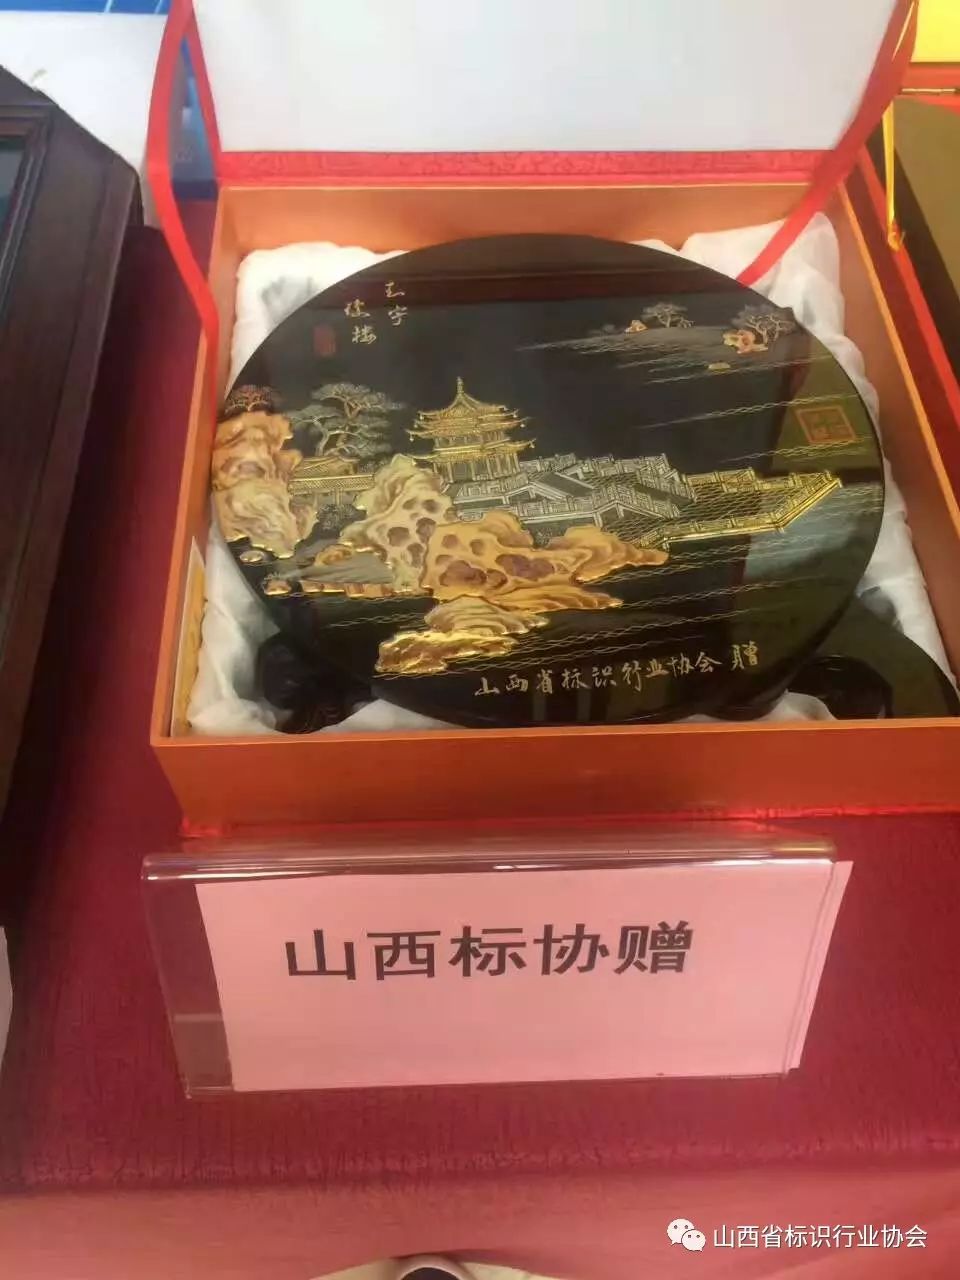 玉宇
琼楼
山西省标识行业协会 赠
山西标协赠
山西省标识行业协会